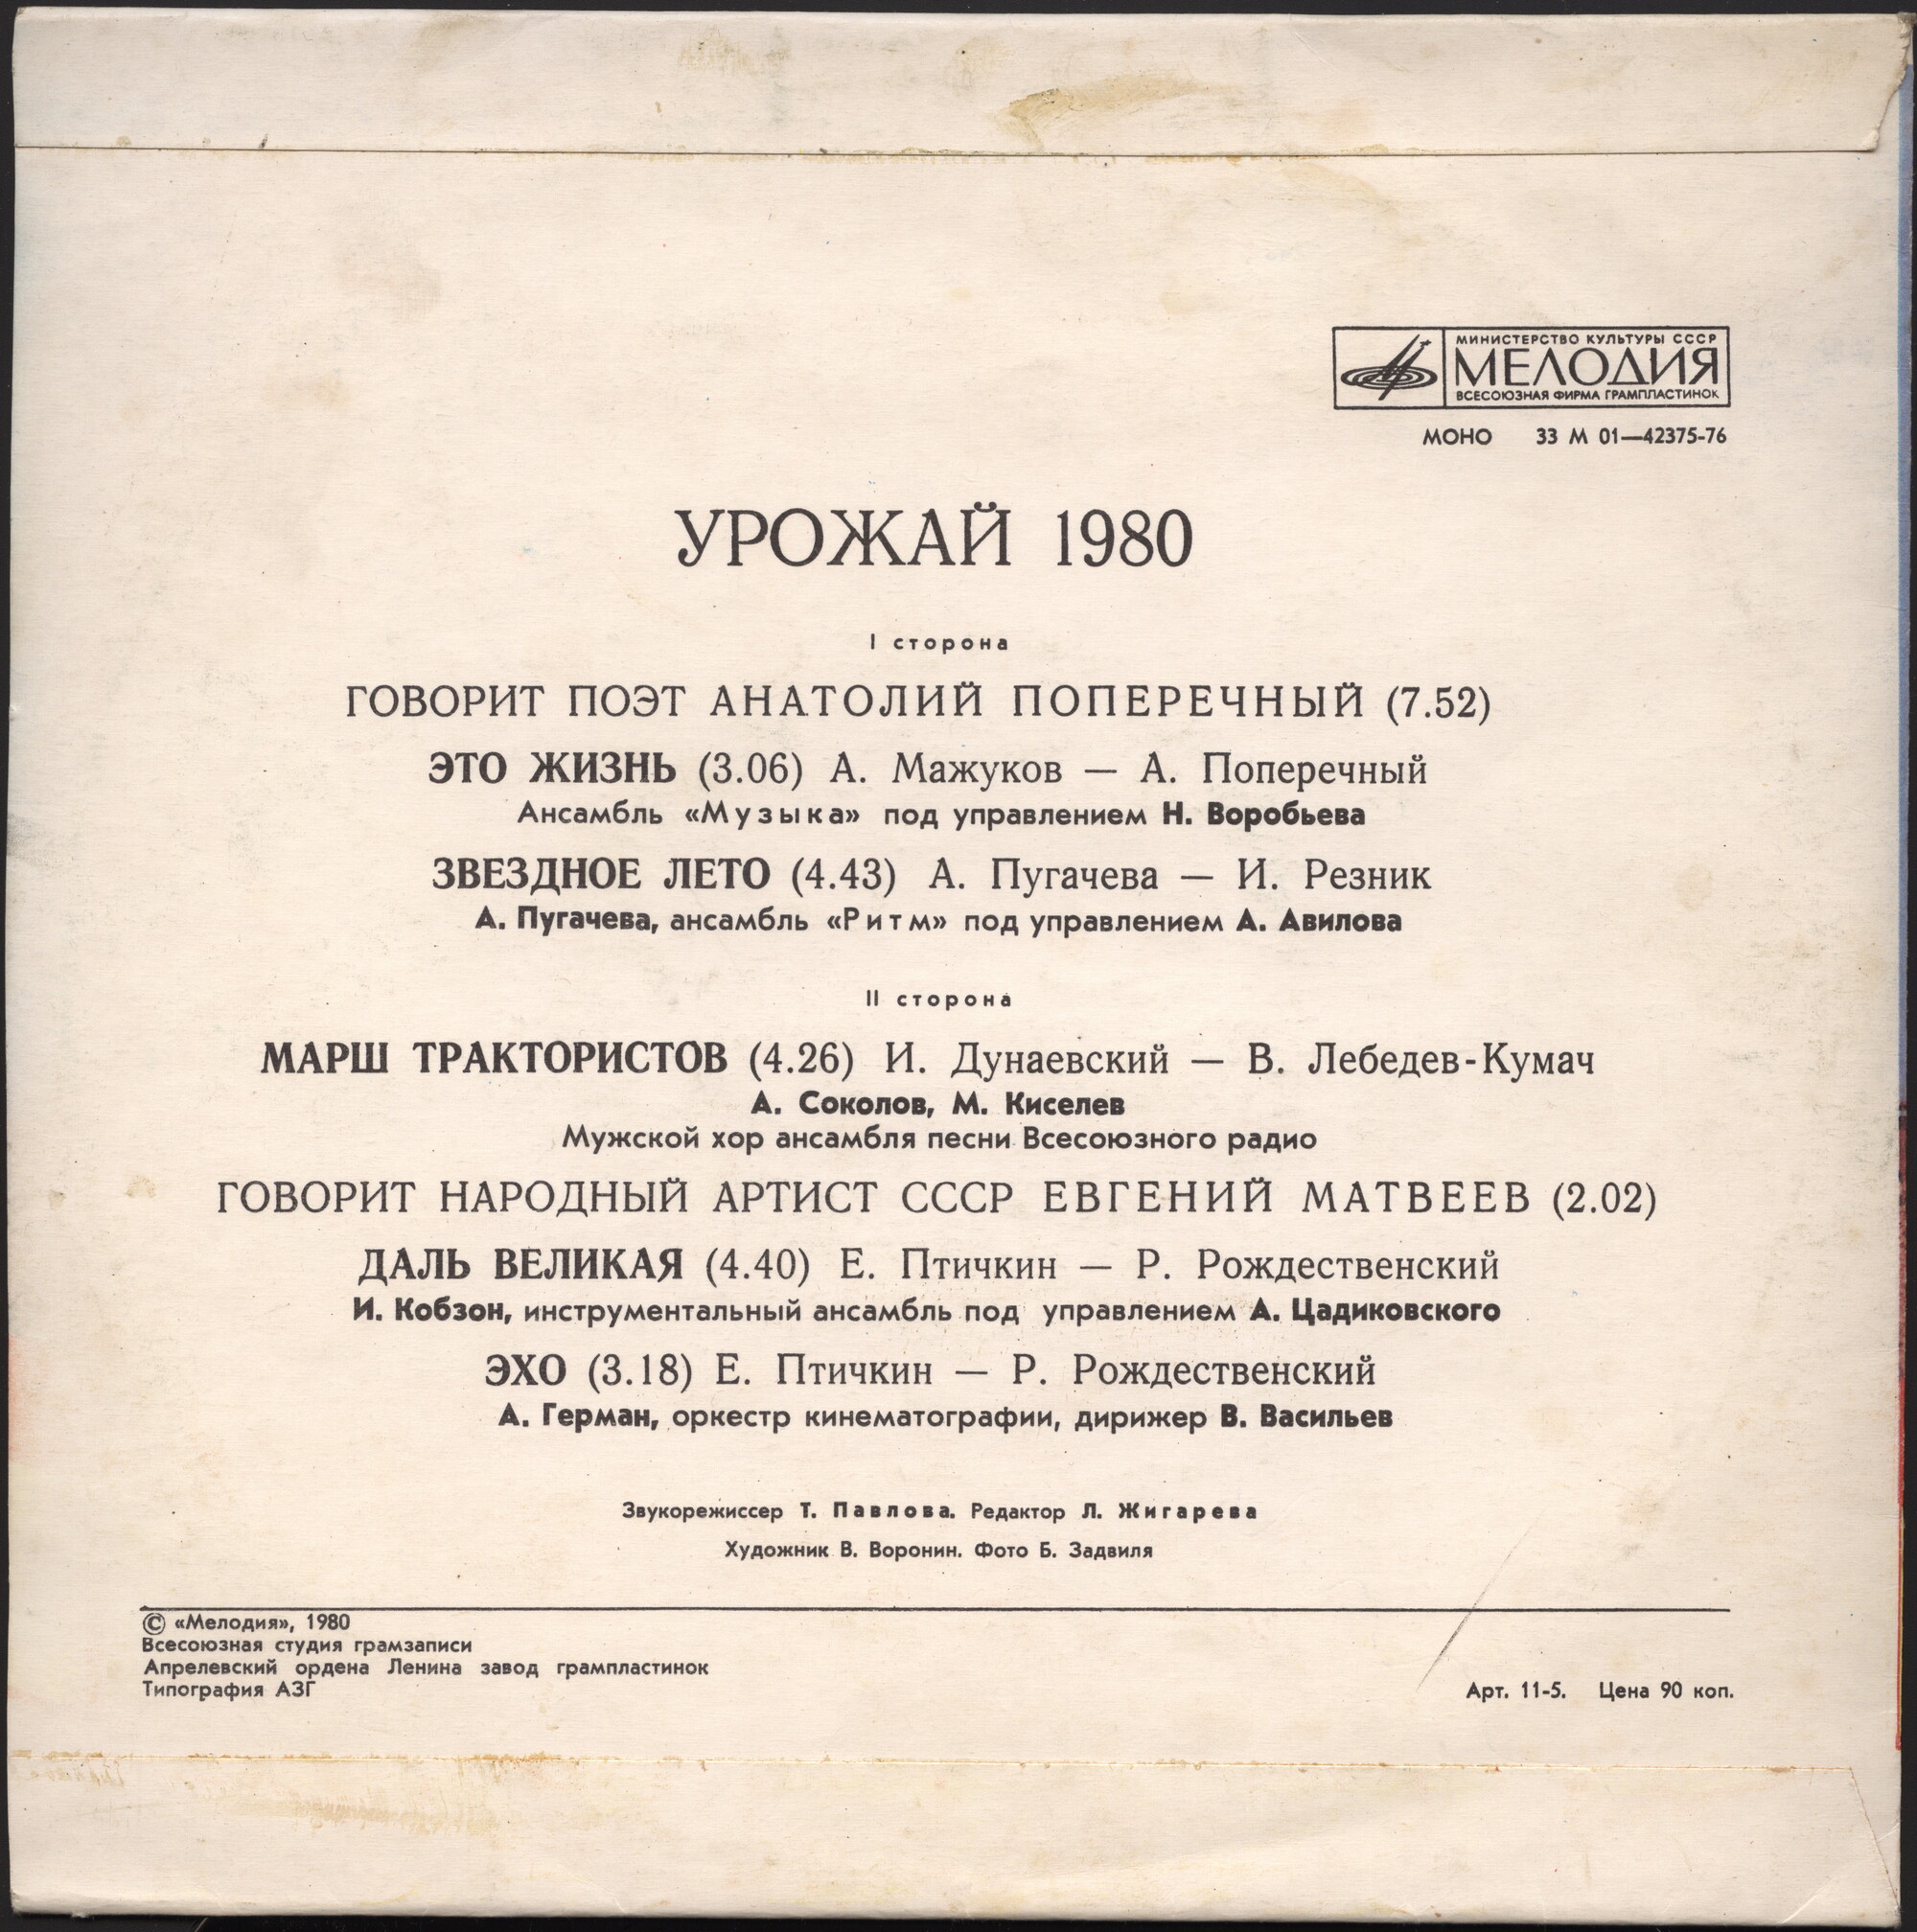 МИНИСТЕРСТВО КУЛЬТУРЫ СССР
МЕЛОДИЯ
ВСЕСОЮЗНАЯ ФИРМА ГРАМПЛАСТИНОК
МОНО 33 М 01—42375-76
УРОЖАЙ 1980
I сторона
ГОВОРИТ ПОЭТ АНАТОЛИЙ ПОПЕРЕЧНЫЙ (7.52)
ЭТО ЖИЗНЬ (3.06) А. Мажуков — А. Поперечный
Ансамбль «Музыка» под управлением Н. Воробьева
ЗВЕЗДНОЕ ЛЕТО (4.43) А. Пугачева — И. Резник
А. Пугачева, ансамбль «Ритм» под управлением А. Авилова
II сторона
МАРШ ТРАКТОРИСТОВ (4.26) И. Дунаевский — В. Лебедев-Кумач
А. Соколов, М. Киселев
Мужской хор ансамбля песни Всесоюзного радио
ГОВОРИТ НАРОДНЫЙ АРТИСТ СССР ЕВГЕНИЙ МАТВЕЕВ (2.02)
ДАЛЬ ВЕЛИКАЯ (4.40) Е. Птичкин — Р. Рождественский
И. Кобзон, инструментальный ансамбль под управлением А. Цадиковского
ЭХО (3.18) Е. Птичкин — Р. Рождественский
А. Герман, оркестр кинематографии, дирижер В. Васильев
Звукорежиссер Т. Павлова. Редактор Л. Жигарева
Художник В. Воронин. Фото Б. Задвиля
© «Мелодия», 1980
Всесоюзная студия грамзаписи
Апрелевский ордена Ленина завод грампластинок
Типография АЗГ
Арт. 11-5. Цена 90 коп.